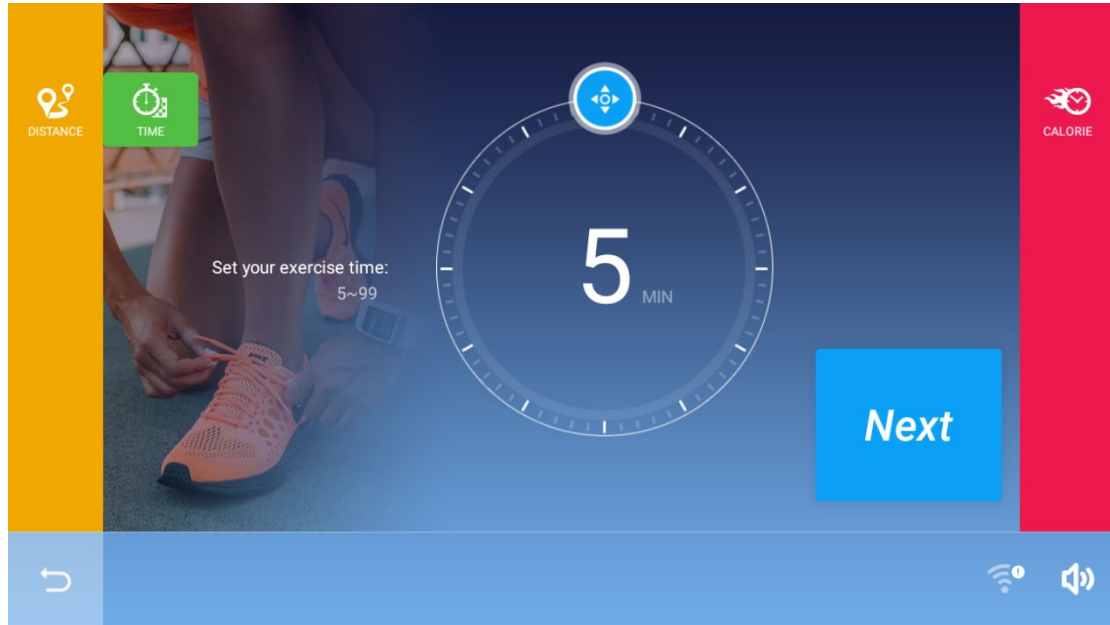 DISTANCE
TIME
CALORIE
Set your exercise time:
5~99
5 MIN
Next